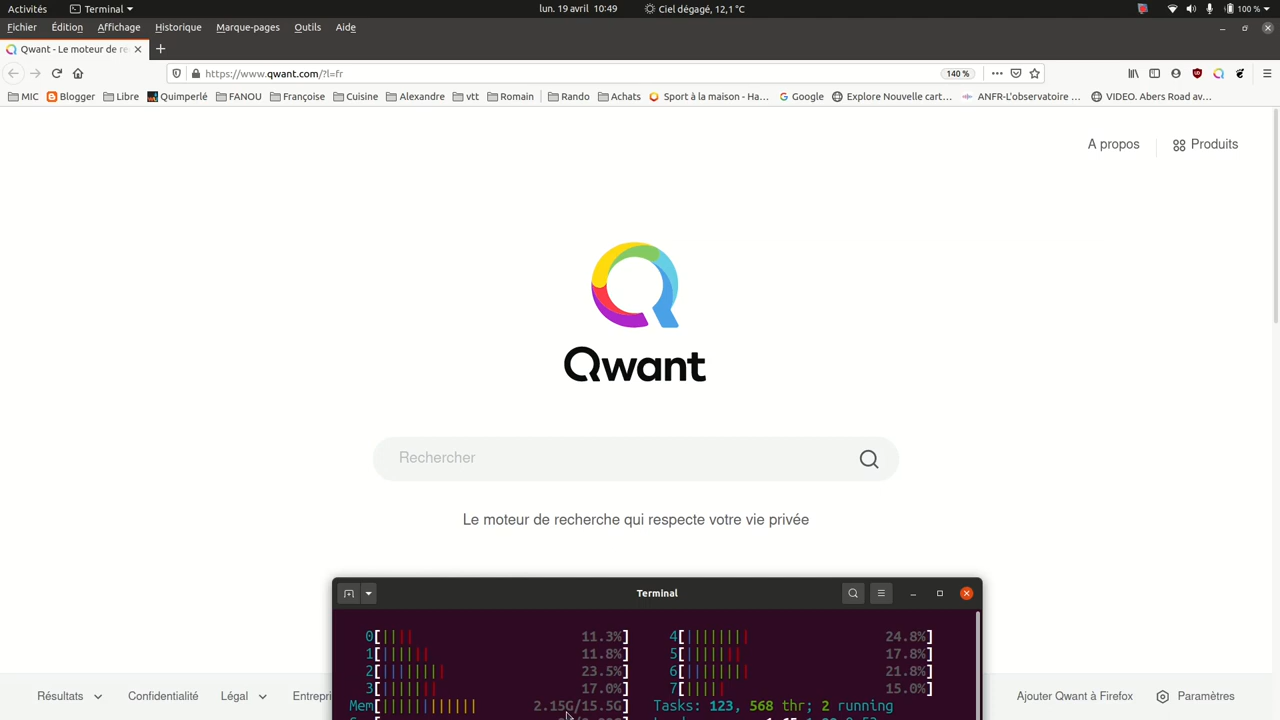 Activités Terminal lun. 19 avril 10:49 Ciel dégagé, 12,1 °C 100 %
Fichier Édition Affichage Historique Marque-pages Outils Aide
Qwant - Le moteur de re
https://www.qwant.com/?l=fr 140 %
MIC Blogger Libre Quimperlé FANOU Françoise Cuisine Alexandre vtt Romain Rando Achats Sport à la maison - Ha... Google Explore Nouvelle cart... ANFR-L'observatoire ... VIDEO. Abers Road av...
A propos Produits
Qwant
Rechercher
Le moteur de recherche qui respecte votre vie privée
Terminal
0[|||| 11.3%] 4[||||||| 24.8%]
1[|||||| 11.8%] 5[|||||| 17.8%]
2[|||||||| 23.5%] 6[||||||| 21.8%]
3[||||||| 17.0%] 7[|||| 15.0%]
Mem[||||||||||||| 2.15G/15.5G] Tasks: 123, 568 thr; 2 running
Résultats Confidentialité Légal Entrepri Ajouter Qwant à Firefox Paramètres